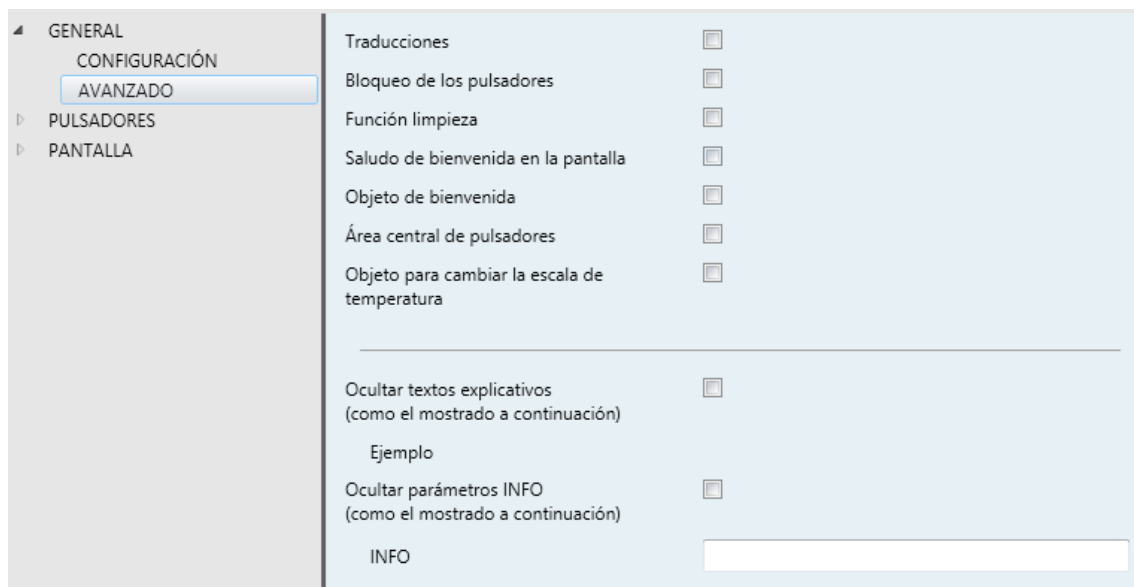 GENERAL
CONFIGURACIÓN
AVANZADO
PULSADORES
PANTALLA
Traducciones
Bloqueo de los pulsadores
Función limpieza
Saludo de bienvenida en la pantalla
Objeto de bienvenida
Área central de pulsadores
Objeto para cambiar la escala de
temperatura
Ocultar textos explicativos
(como el mostrado a continuación)
Ejemplo
Ocultar parámetros INFO
(como el mostrado a continuación)
INFO